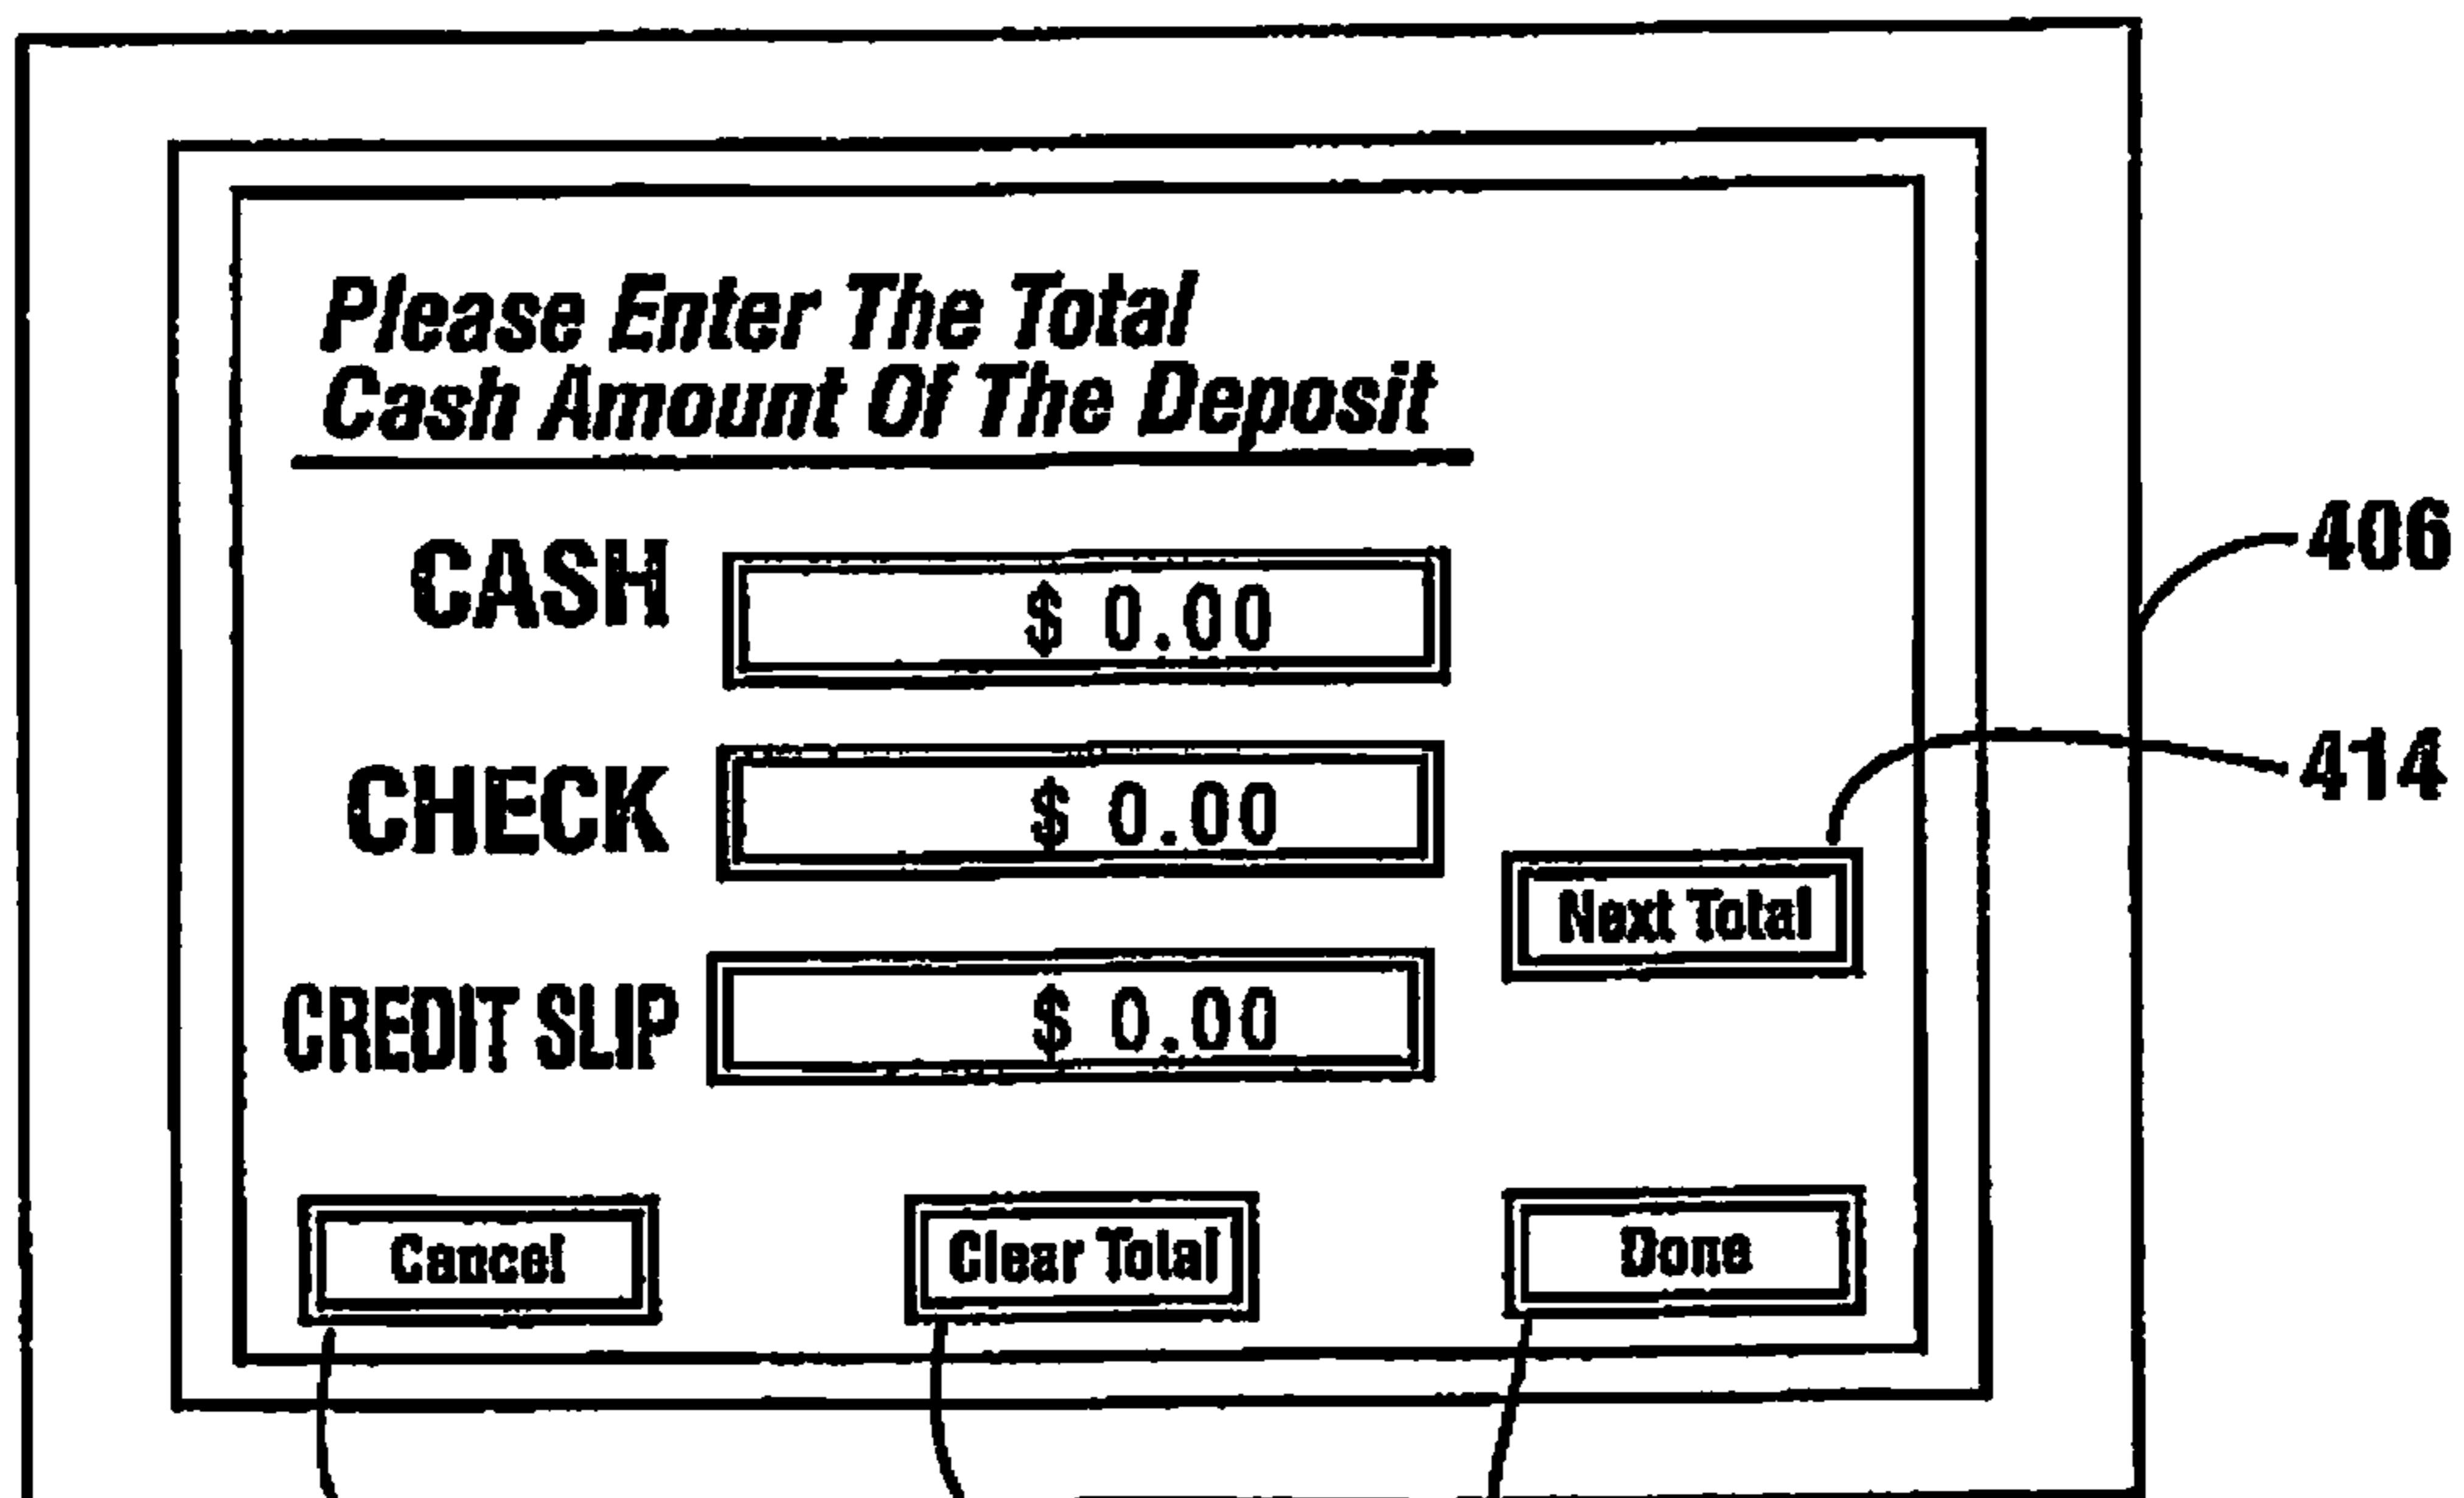 Please Enter The Total
Cash Amount Of The Deposit
CASH $ 0.00
406
CHECK $ 0.00
414
Next Total
CREDIT SLIP $ 0.00
Cancel Clear Total Done